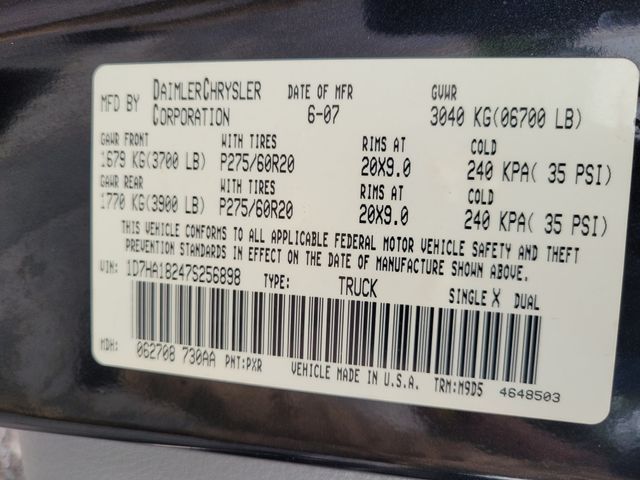 MFD BY DAIMLERCHRYSLER CORPORATION DATE OF MFR 6-07 GVWR 3040 KG(06700 LB)
GAWR FRONT WITH TIRES RIMS AT COLD
1679 KG(3700 LB) P275/60R20 20X9.0 240 KPA( 35 PSI)
GAWR REAR WITH TIRES RIMS AT COLD
1770 KG(3900 LB) P275/60R20 20X9.0 240 KPA( 35 PSI)
THIS VEHICLE CONFORMS TO ALL APPLICABLE FEDERAL MOTOR VEHICLE SAFETY AND THEFT
PREVENTION STANDARDS IN EFFECT ON THE DATE OF MANUFACTURE SHOWN ABOVE.
VIN: 1D7HA18247S256898 TYPE: TRUCK SINGLE X DUAL
MDH: 062708 730AA PNT:PXR VEHICLE MADE IN U.S.A. TRM:M9D5 4648503